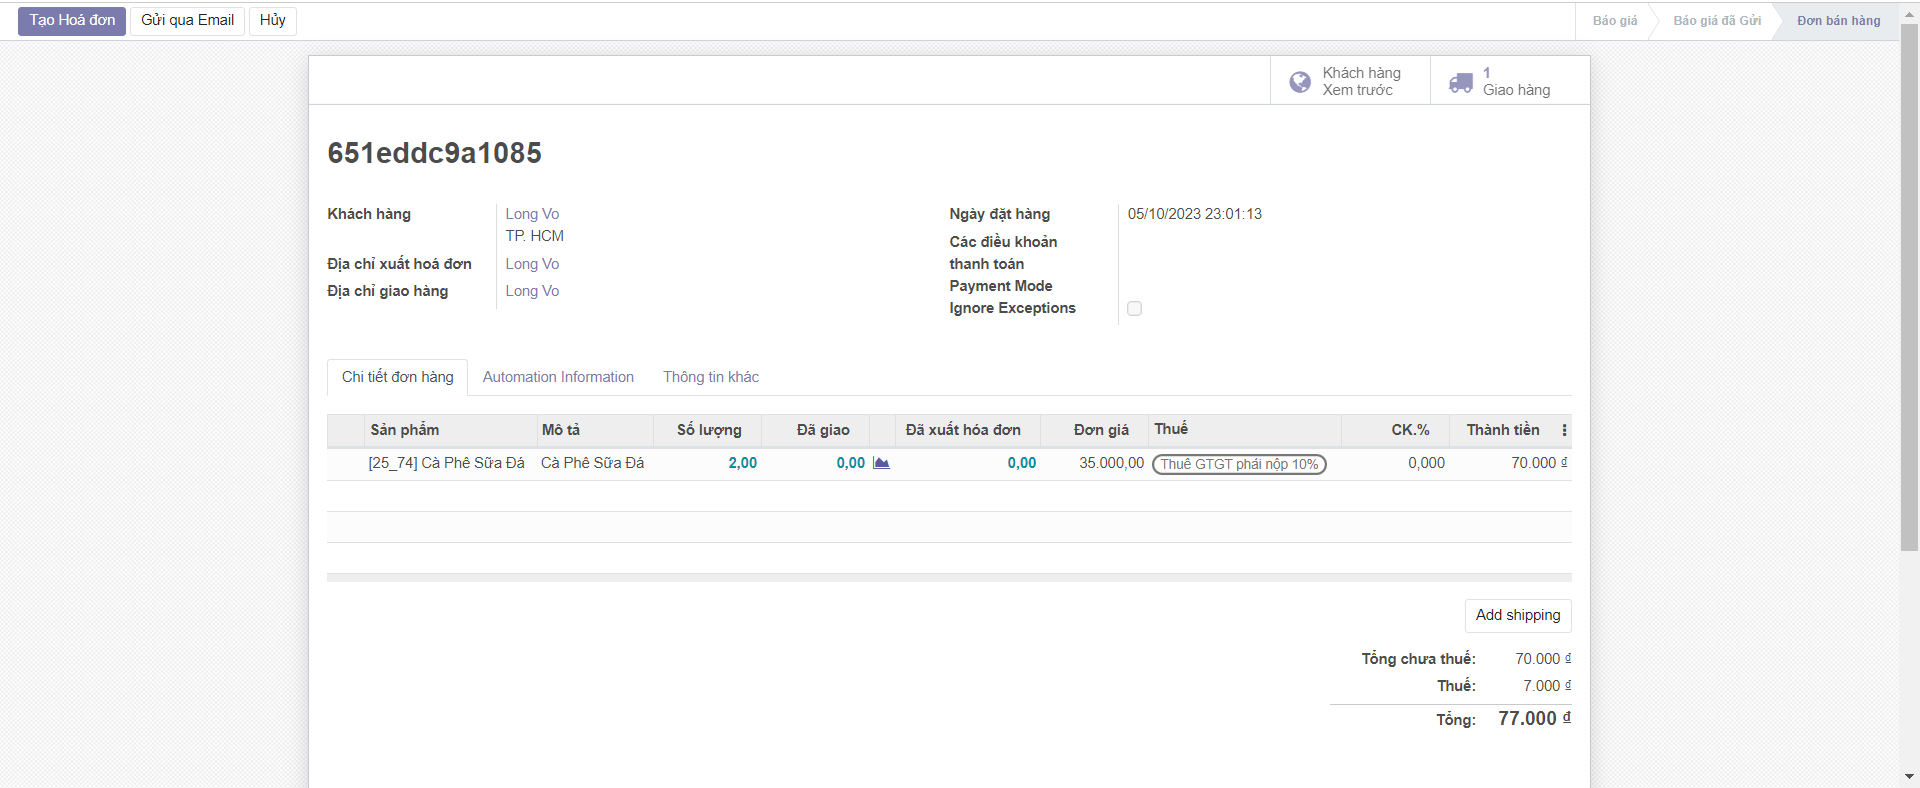 Tạo Hoá đơn Gửi qua Email Hủy
Báo giá Báo giá đã Gửi Đơn bán hàng
Khách hàng
Xem trước
1
Giao hàng
651eddc9a1085
Khách hàng Long Vo
TP. HCM
Địa chỉ xuất hoá đơn Long Vo
Địa chỉ giao hàng Long Vo
Ngày đặt hàng 05/10/2023 23:01:13
Các điều khoản
thanh toán
Payment Mode
Ignore Exceptions
Chi tiết đơn hàng Automation Information Thông tin khác
Sản phẩm Mô tả Số lượng Đã giao Đã xuất hóa đơn Đơn giá Thuế CK.% Thành tiền
[25_74] Cà Phê Sữa Đá Cà Phê Sữa Đá 2,00 0,00 0,00 35.000,00 Thuê GTGT phái nộp 10% 0,000 70.000 ₫
Add shipping
Tổng chưa thuế: 70.000 ₫
Thuế: 7.000 ₫
Tổng: 77.000 ₫